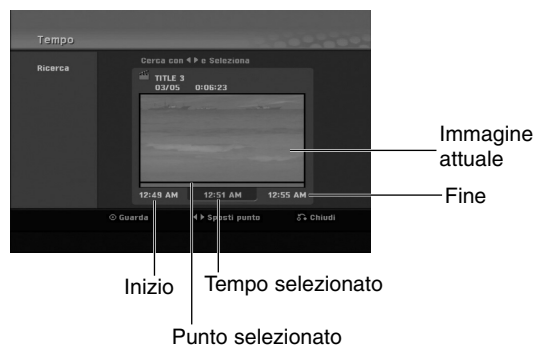 Tempo
Ricerca
Cerca con ◀ ▶ e Seleziona
TITLE 3
03/05 0:06:23
12:49 AM 12:51 AM 12:55 AM
⊙ Guarda ◀ ▶ Sposti punto Chiudi
Immagine
attuale
Fine
Inizio
Tempo selezionato
Punto selezionato